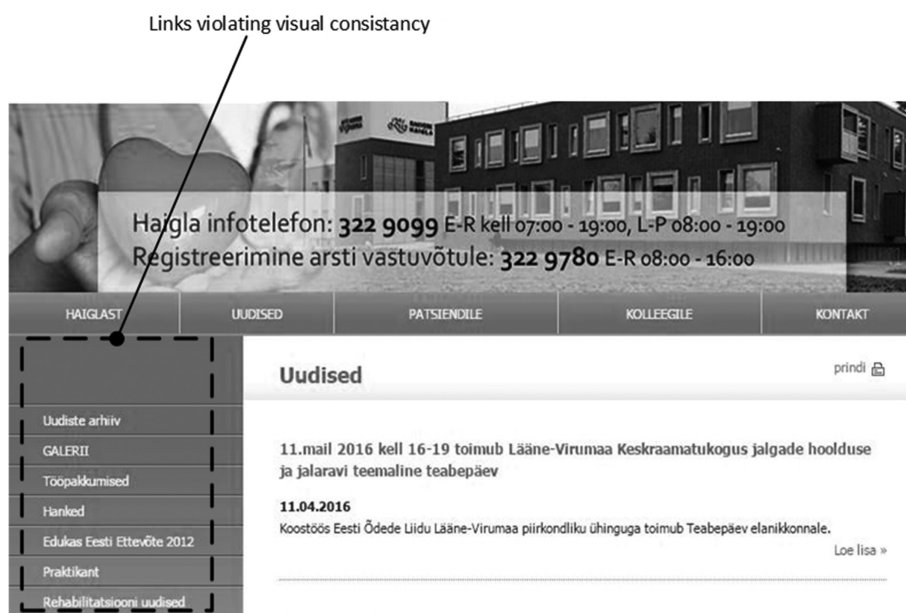 Links violating visual consistancy
RAKVERE
HAIGLA
Haigla infotelefon: 322 9099 E-R kell 07:00 - 19:00, L-P 08:00 - 19:00
Registreerimine arsti vastuvõtule: 322 9780 E-R 08:00 - 16:00
HAIGLAST
UUDISED
PATSIENDILE
KOLLEEGILE
KONTAKT
Uudised
prindi
Uudiste arhiiv
GALERII
Tööpakkumised
Hanked
Edukas Eesti Ettevõte 2012
Praktikant
Rehabilitatsiooni uudised
11.mail 2016 kell 16-19 toimub Lääne-Virumaa Keskraamatukogus jalgade hoolduse
ja jalaravi teemaline teabepäev
11.04.2016
Koostöös Eesti Õdede Liidu Lääne-Virumaa piirkondliku ühinguga toimub Teabepäev elanikkonnale.
Loe lisa »